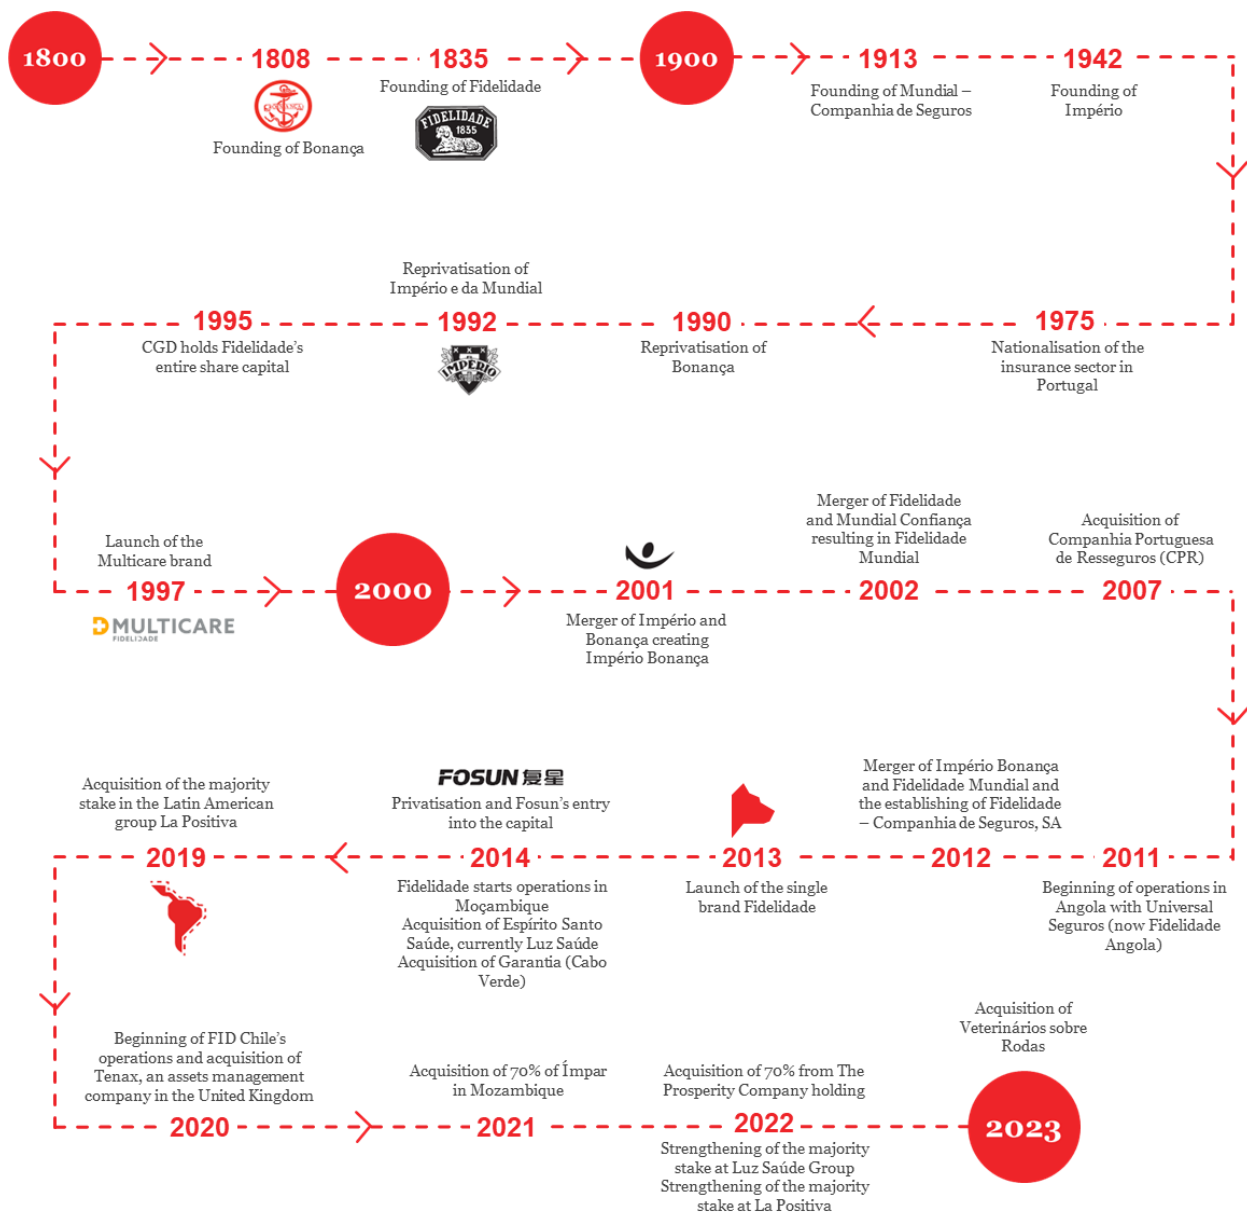 1800
1808
BONANÇA
Founding of Bonança
1835
Founding of Fidelidade
FIDELIDADE
1835
1900
1913
Founding of Mundial –
Companhia de Seguros
1942
Founding of
Império
1975
Nationalisation of the
insurance sector in
Portugal
1990
Reprivatisation of
Bonança
Reprivatisation of
Império e da Mundial
1992
IMPÉRIO
1995
CGD holds Fidelidade's
entire share capital
Launch of the
Multicare brand
1997
MULTICARE
FIDELIDADE
2000
2001
Merger of Império and
Bonança creating
Império Bonança
Merger of Fidelidade
and Mundial Confiança
resulting in Fidelidade
Mundial
2002
Acquisition of
Companhia Portuguesa
de Resseguros (CPR)
2007
2011
Beginning of operations in
Angola with Universal
Seguros (now Fidelidade
Angola)
Merger of Império Bonança
and Fidelidade Mundial and
the establishing of Fidelidade
– Companhia de Seguros, SA
2012
2013
Launch of the single
brand Fidelidade
FOSUN 复星
Privatisation and Fosun's entry
into the capital
2014
Fidelidade starts operations in
Moçambique
Acquisition of Espírito Santo
Saúde, currently Luz Saúde
Acquisition of Garantia (Cabo
Verde)
Acquisition of the majority
stake in the Latin American
group La Positiva
2019
Beginning of FID Chile's
operations and acquisition of
Tenax, an assets management
company in the United Kingdom
2020
Acquisition of 70% of Ímpar
in Mozambique
2021
Acquisition of 70% from The
Prosperity Company holding
2022
Strengthening of the majority
stake at Luz Saúde Group
Strengthening of the majority
stake at La Positiva
Acquisition of
Veterinários sobre
Rodas
2023